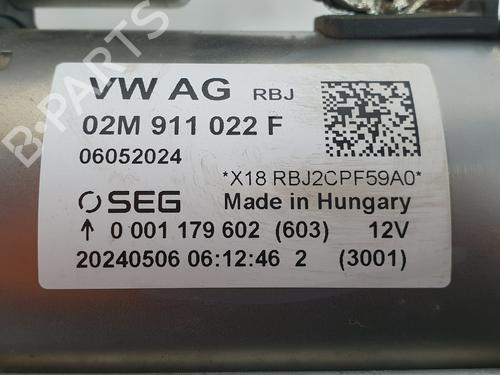 VW AG RBJ
02M 911 022 F
06052024
*X18 RBJ2CPF59A0*
SEG Made in Hungary
↑ 0 001 179 602 (603) 12V
20240506 06:12:46 2 (3001)
B-PARTS